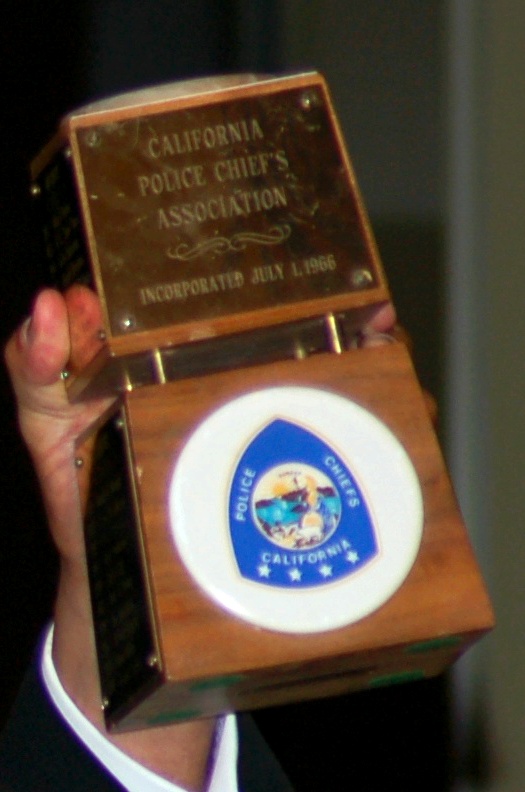 CALIFORNIA
POLICE CHIEF'S
ASSOCIATION
INCORPORATED JULY 1, 1966
POLICE CHIEFS
CALIFORNIA